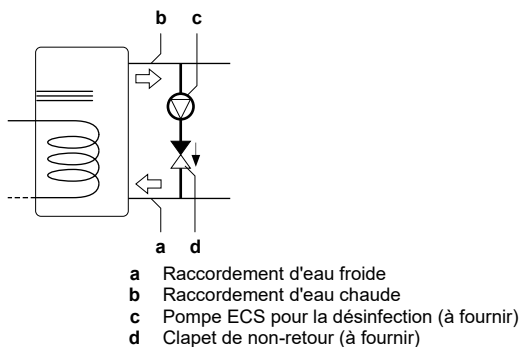 b c
a d
a Raccordement d'eau froide
b Raccordement d'eau chaude
c Pompe ECS pour la désinfection (à fournir)
d Clapet de non-retour (à fournir)